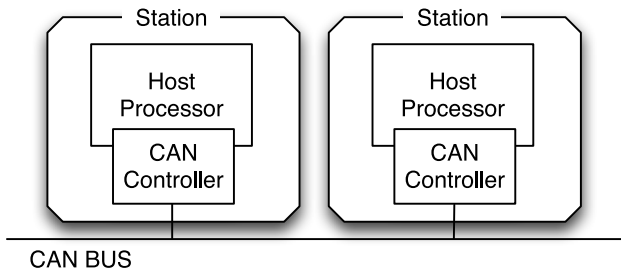 Station
Host
Processor
CAN
Controller
Station
Host
Processor
CAN
Controller
CAN BUS